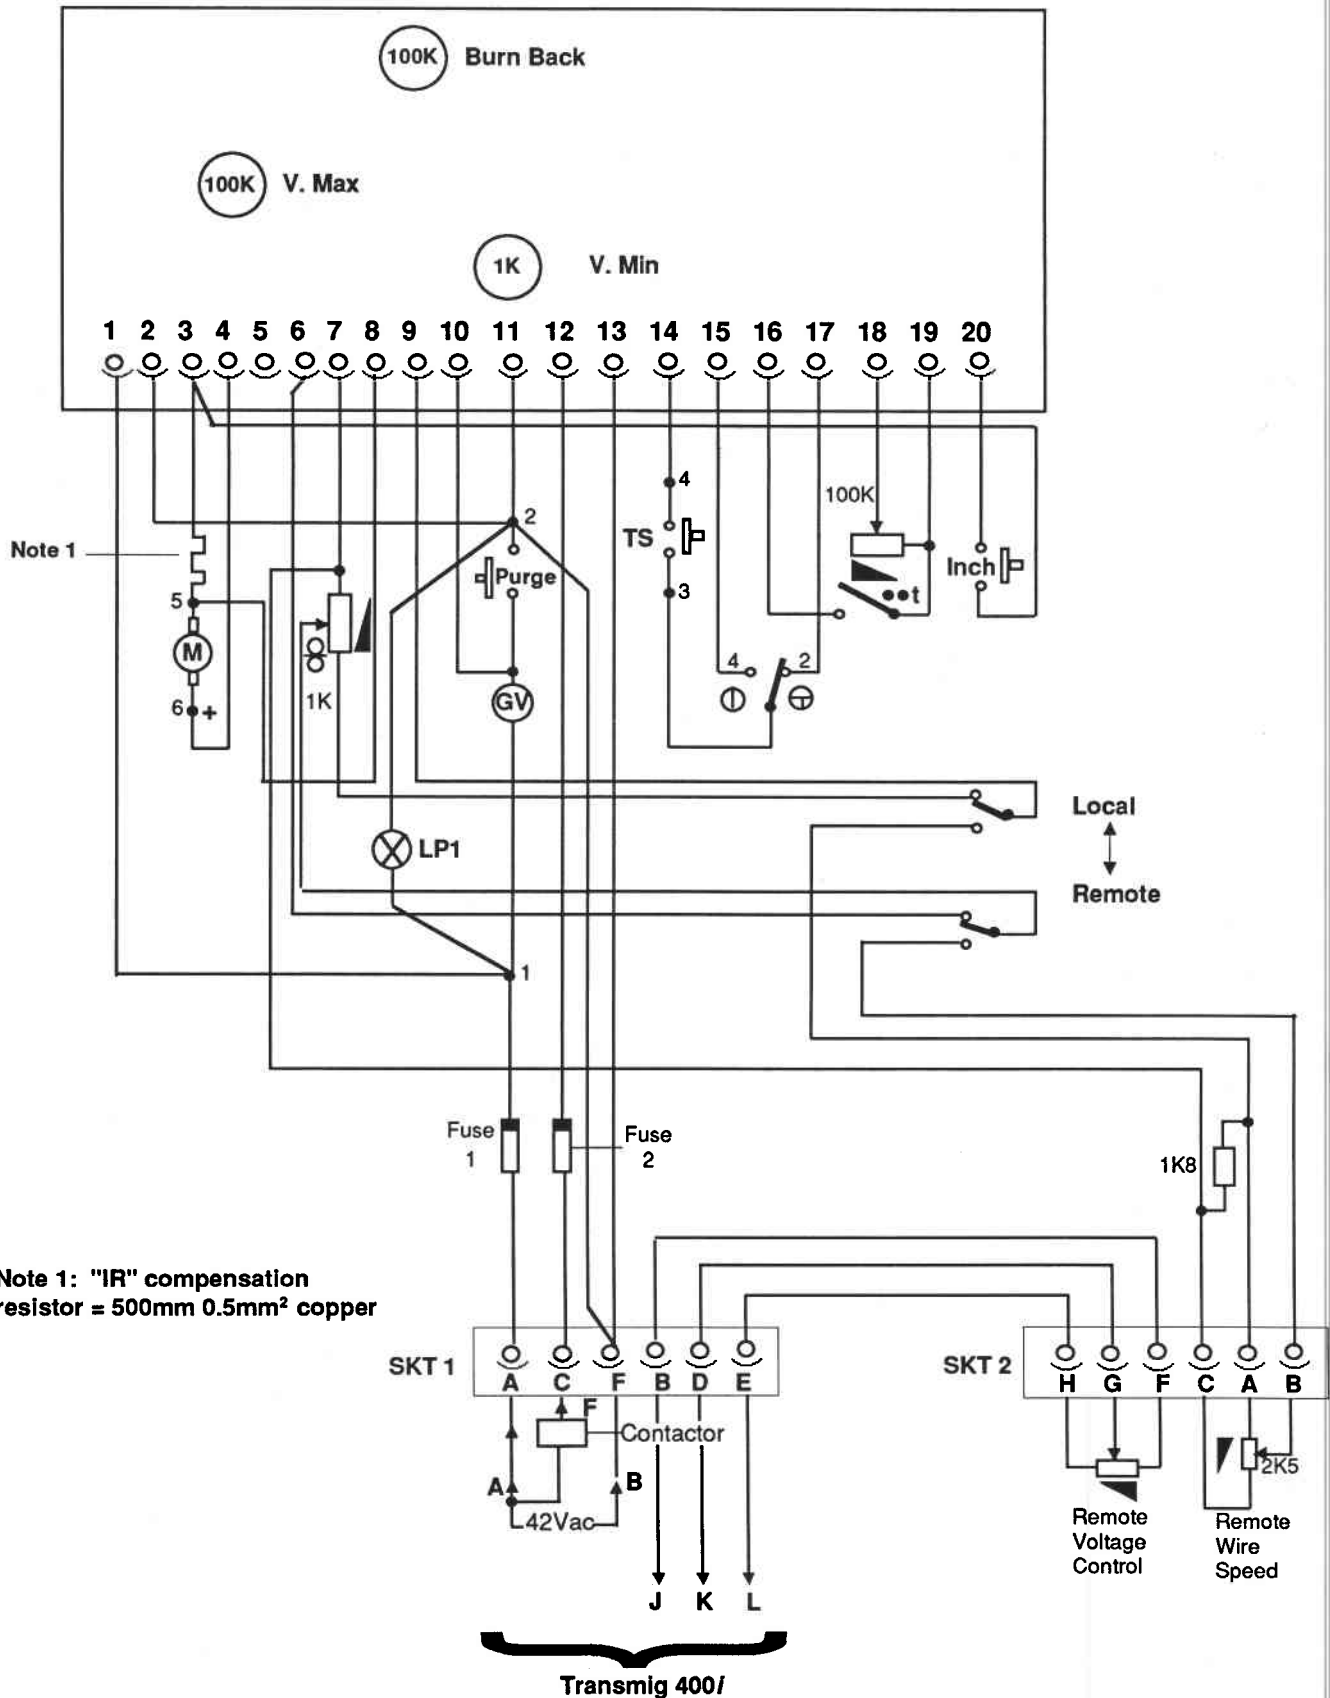 100K Burn Back
100K V. Max
1K V. Min
1 2 3 4 5 6 7 8 9 10 11 12 13 14 15 16 17 18 19 20
4
100K
2
Note 1
TS
Purge
Inch
t
5
3
M
4 2
6 +
1K
GV
Local
LP1
Remote
1
Fuse
1
Fuse
2
1K8
Note 1: "IR" compensation
resistor = 500mm 0.5mm² copper
SKT 1
A C F B D E
SKT 2
H G F C A B
F
Contactor
A
B
42Vac
2K5
Remote
Voltage
Control
Remote
Wire
Speed
J K L
Transmig 400i